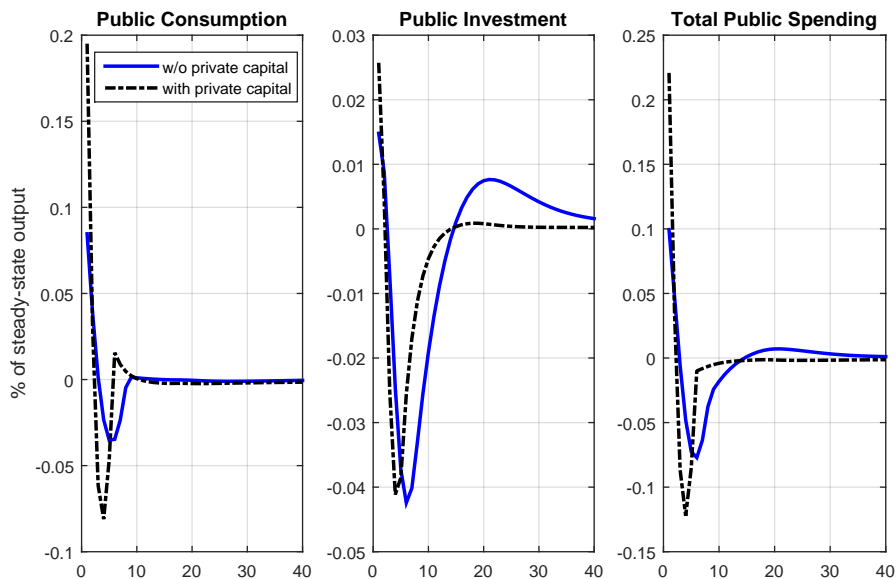 Public Consumption
Public Investment
Total Public Spending
% of steady-state output
w/o private capital
with private capital
0.2
0.15
0.1
0.05
0
-0.05
-0.1
0 10 20 30 40
0.03
0.02
0.01
0
-0.01
-0.02
-0.03
-0.04
-0.05
0 10 20 30 40
0.25
0.2
0.15
0.1
0.05
0
-0.05
-0.1
-0.15
0 10 20 30 40